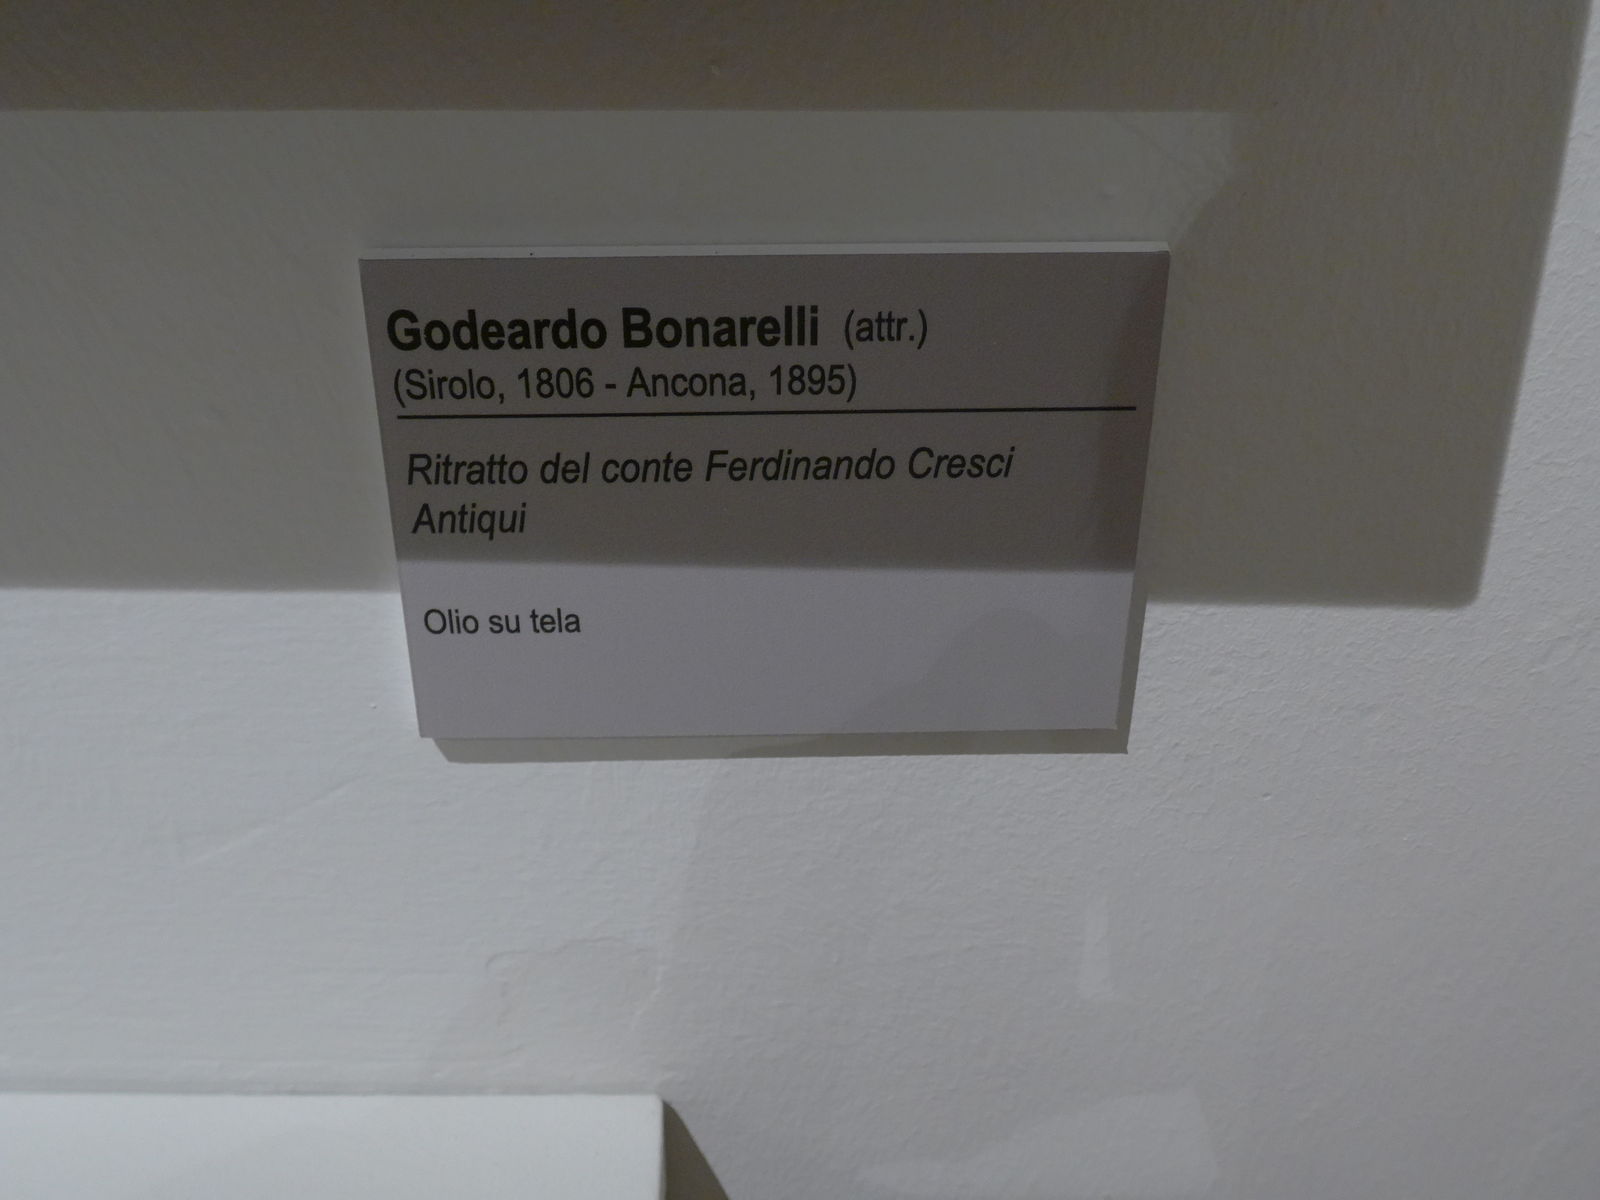 Godeardo Bonarelli (attr.)
(Sirolo, 1806 - Ancona, 1895)
Ritratto del conte Ferdinando Cresci
Antiqui
Olio su tela